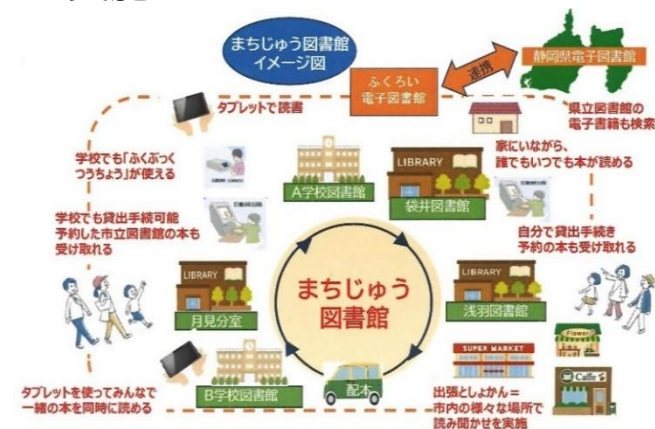 まちじゅう図書館
イメージ図
ふくろい
電子図書館
連携
静岡県電子図書館
県立図書館の
電子書籍も検索
タブレットで読書
家にいながら、
誰でもいつでも本が読める
学校でも「ふくぶっく
つうちょう」が使える
A学校図書館
LIBRARY
袋井図書館
学校でも貸出手続可能
予約した市立図書館の本も
受け取れる
自分で貸出手続き
予約の本も受け取れる
まちじゅう
図書館
LIBRARY
月見分室
LIBRARY
浅羽図書館
B学校図書館
配本
SUPER MARKET
Flower
Caffe
タブレットを使ってみんなで
一緒の本を同時に読める
出張としょかん=
市内の様々な場所で
読み聞かせを実施